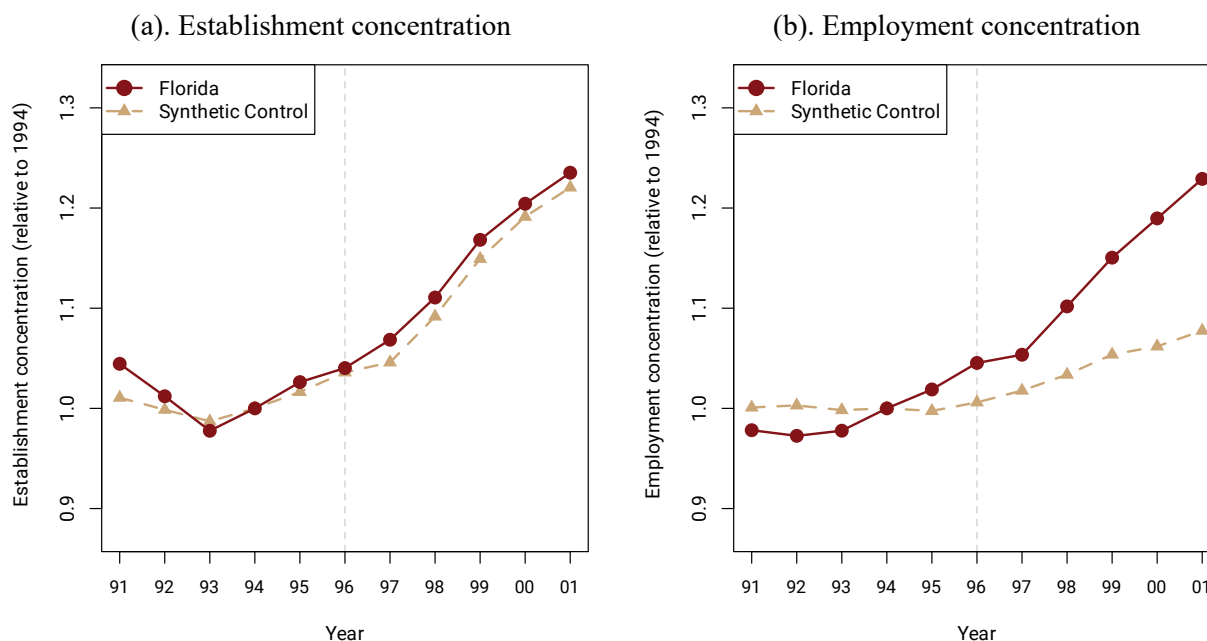 (a). Establishment concentration
Florida
Synthetic Control
Establishment concentration (relative to 1994)
1.3
1.2
1.1
1.0
0.9
91 92 93 94 95 96 97 98 99 00 01
Year
(b). Employment concentration
Florida
Synthetic Control
Employment concentration (relative to 1994)
1.3
1.2
1.1
1.0
0.9
91 92 93 94 95 96 97 98 99 00 01
Year